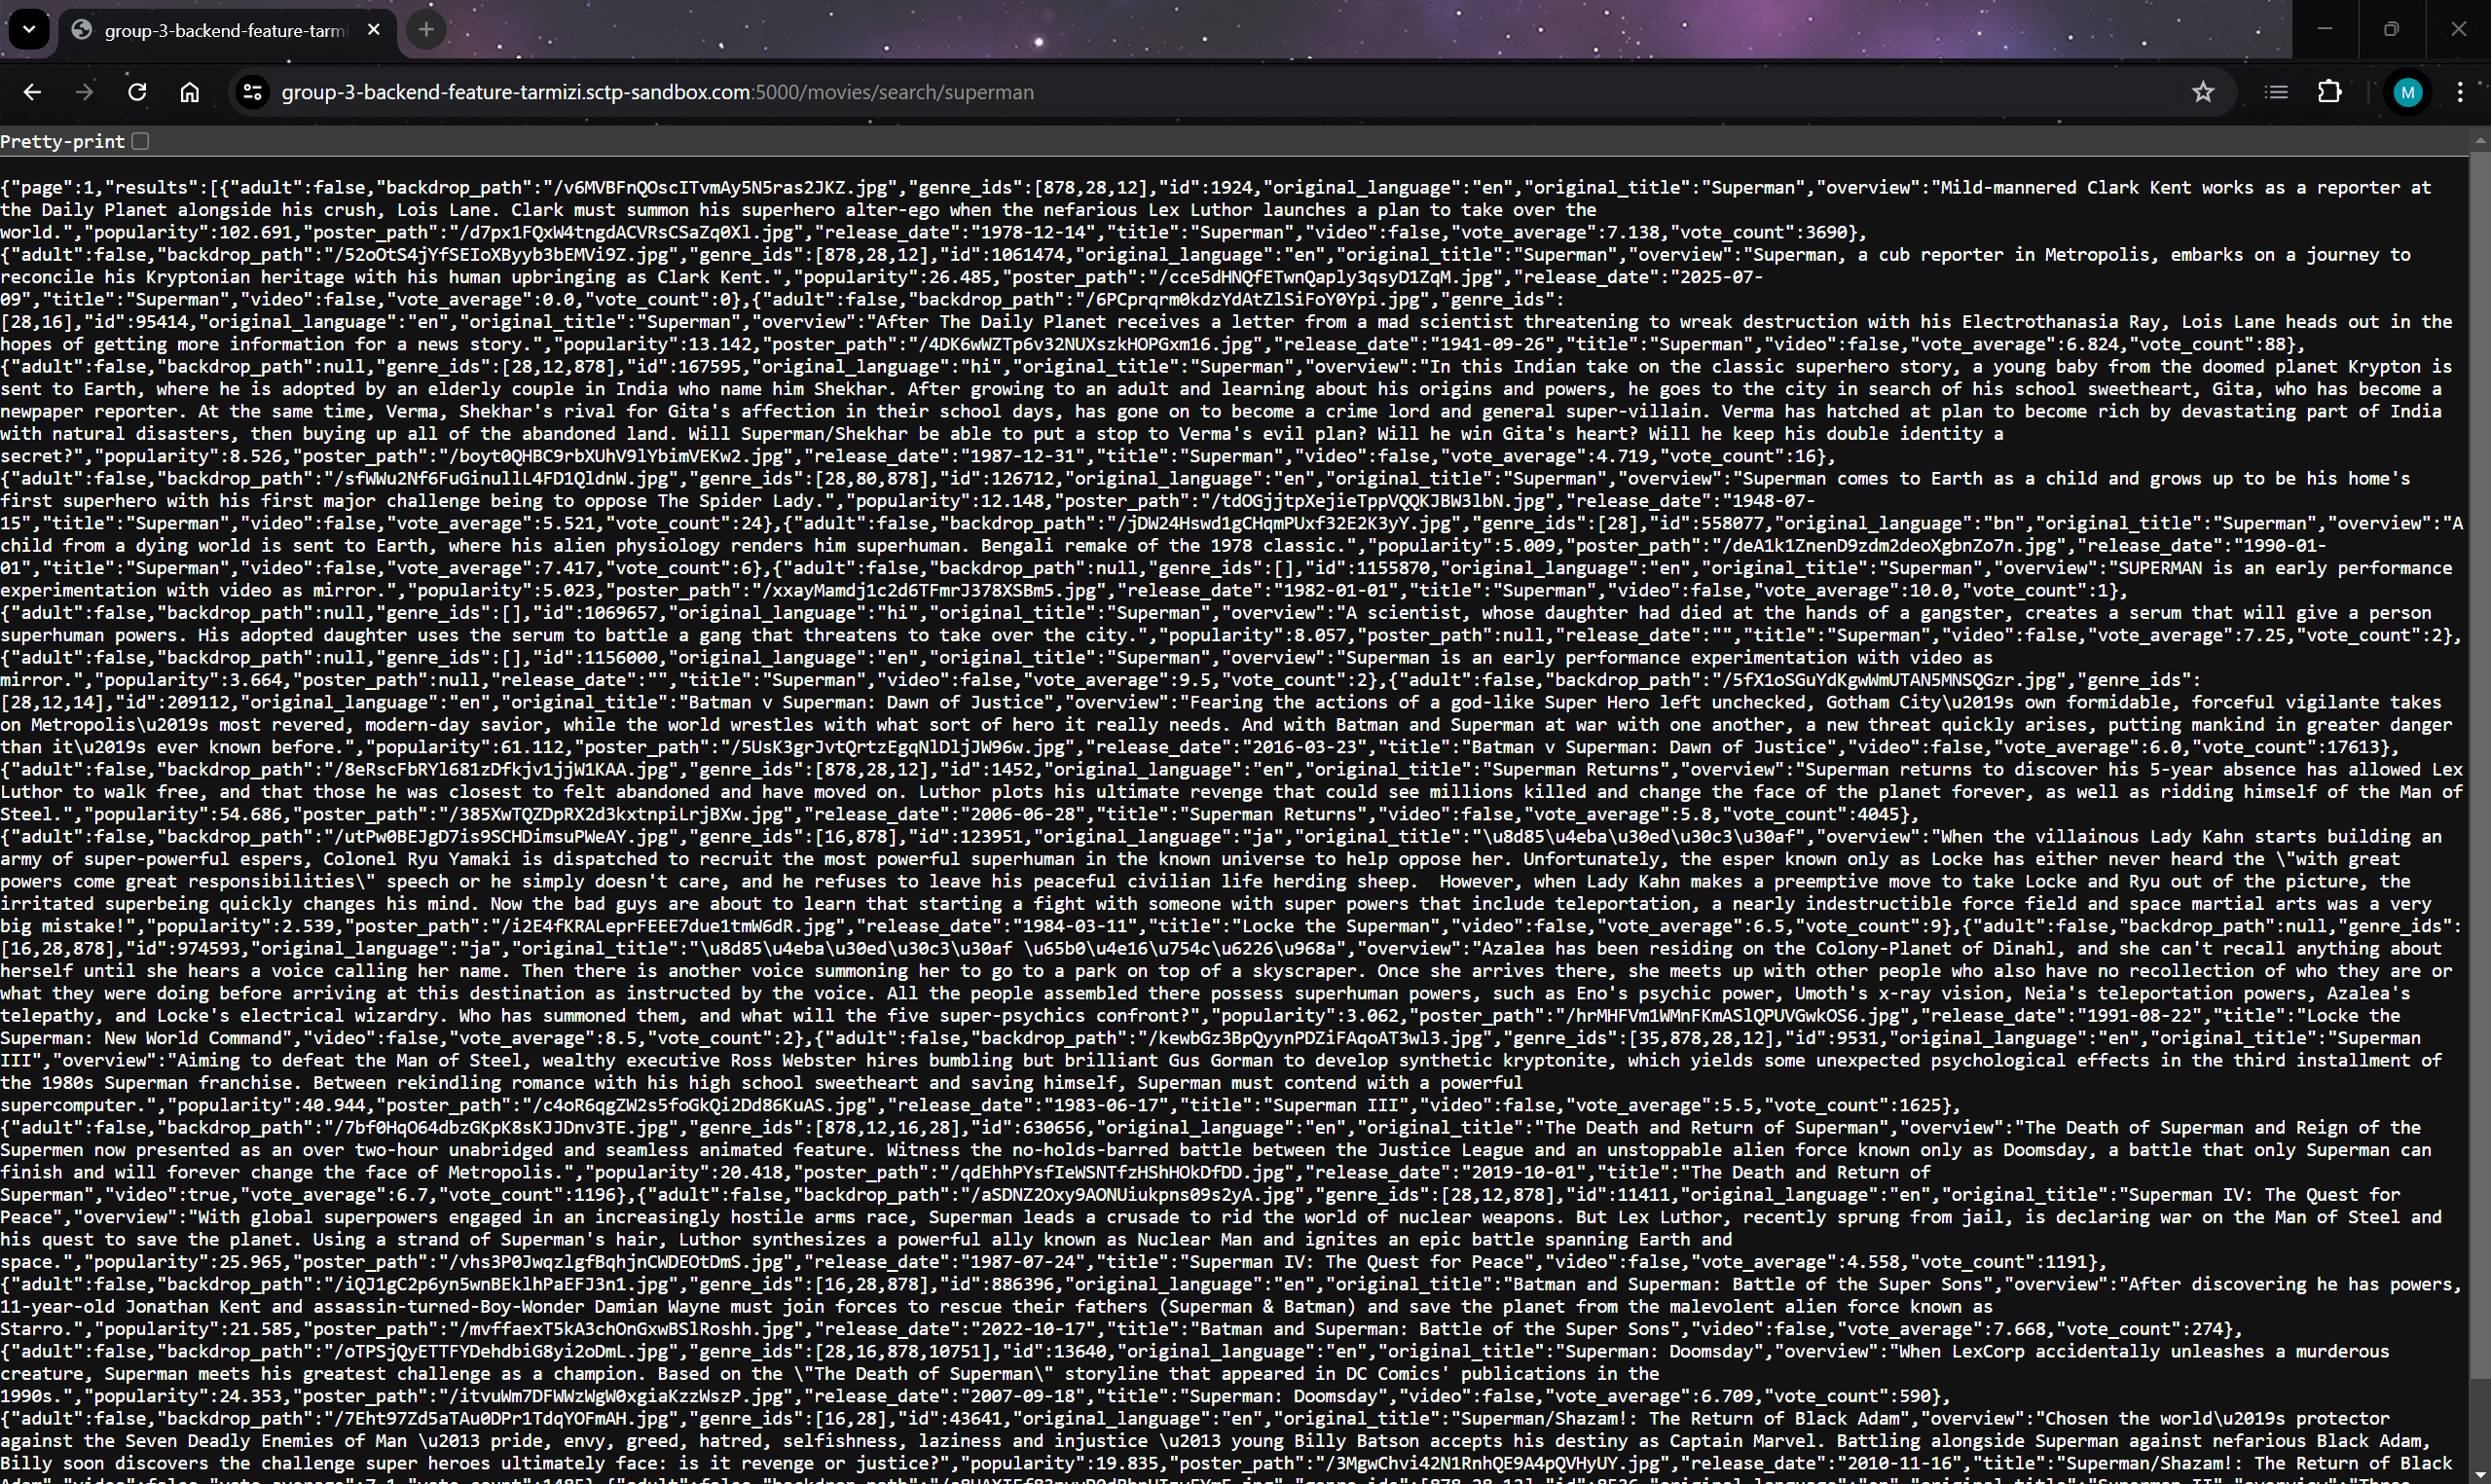 group-3-backend-feature-tarmi
group-3-backend-feature-tarmizi.sctp-sandbox.com:5000/movies/search/superman
M
Pretty-print
{"page":1,"results":[{"adult":false,"backdrop_path":"/v6MVBFnQOscITvmAy5N5ras2JKZ.jpg","genre_ids":[878,28,12],"id":1924,"original_language":"en","original_title":"Superman","overview":"Mild-mannered Clark Kent works as a reporter at
the Daily Planet alongside his crush, Lois Lane. Clark must summon his superhero alter-ego when the nefarious Lex Luthor launches a plan to take over the
world.","popularity":102.691,"poster_path":"/d7px1FQxW4tngdACVRsCSaZq0Xl.jpg","release_date":"1978-12-14","title":"Superman","video":false,"vote_average":7.138,"vote_count":3690},
{"adult":false,"backdrop_path":"/52oOtS4jYfSEIoXByyb3bEMVi9Z.jpg","genre_ids":[878,28,12],"id":1061474,"original_language":"en","original_title":"Superman","overview":"Superman, a cub reporter in Metropolis, embarks on a journey to
reconcile his Kryptonian heritage with his human upbringing as Clark Kent.","popularity":26.485,"poster_path":"/cce5dHNQfETwnQaply3qsyD1ZqM.jpg","release_date":"2025-07-
09","title":"Superman","video":false,"vote_average":0.0,"vote_count":0},{"adult":false,"backdrop_path":"/6PCprqrm0kdzYdAtZlSiFoY0Ypi.jpg","genre_ids":
[28,16],"id":95414,"original_language":"en","original_title":"Superman","overview":"After The Daily Planet receives a letter from a mad scientist threatening to wreak destruction with his Electrothanasia Ray, Lois Lane heads out in the
hopes of getting more information for a news story.","popularity":13.142,"poster_path":"/4DK6wWZTp6v32NUXszkHOPGxm16.jpg","release_date":"1941-09-26","title":"Superman","video":false,"vote_average":6.824,"vote_count":88},
{"adult":false,"backdrop_path":null,"genre_ids":[28,12,878],"id":167595,"original_language":"hi","original_title":"Superman","overview":"In this Indian take on the classic superhero story, a young baby from the doomed planet Krypton is
sent to Earth, where he is adopted by an elderly couple in India who name him Shekhar. After growing to an adult and learning about his origins and powers, he goes to the city in search of his school sweetheart, Gita, who has become a
newpaper reporter. At the same time, Verma, Shekhar's rival for Gita's affection in their school days, has gone on to become a crime lord and general super-villain. Verma has hatched at plan to become rich by devastating part of India
with natural disasters, then buying up all of the abandoned land. Will Superman/Shekhar be able to put a stop to Verma's evil plan? Will he win Gita's heart? Will he keep his double identity a
secret?","popularity":8.526,"poster_path":"/boyt0QHBC9rbXUhV9lYbimVEKw2.jpg","release_date":"1987-12-31","title":"Superman","video":false,"vote_average":4.719,"vote_count":16},
{"adult":false,"backdrop_path":"/sfWWu2Nf6FuGinullL4FD1QldnW.jpg","genre_ids":[28,80,878],"id":126712,"original_language":"en","original_title":"Superman","overview":"Superman comes to Earth as a child and grows up to be his home's
first superhero with his first major challenge being to oppose The Spider Lady.","popularity":12.148,"poster_path":"/tdOGjjtpXejieTppVQQKJBW3lbN.jpg","release_date":"1948-07-
15","title":"Superman","video":false,"vote_average":5.521,"vote_count":24},{"adult":false,"backdrop_path":"/jDW24Hswd1gCHqmPUxf32E2K3yY.jpg","genre_ids":[28],"id":558077,"original_language":"bn","original_title":"Superman","overview":"A
child from a dying world is sent to Earth, where his alien physiology renders him superhuman. Bengali remake of the 1978 classic.","popularity":5.009,"poster_path":"/deA1k1ZnenD9zdm2deoXgbnZo7n.jpg","release_date":"1990-01-
01","title":"Superman","video":false,"vote_average":7.417,"vote_count":6},{"adult":false,"backdrop_path":null,"genre_ids":[],"id":1155870,"original_language":"en","original_title":"Superman","overview":"SUPERMAN is an early performance
experimentation with video as mirror.","popularity":5.023,"poster_path":"/xxayMamdj1c2d6TFmrJ378XSBm5.jpg","release_date":"1982-01-01","title":"Superman","video":false,"vote_average":10.0,"vote_count":1},
{"adult":false,"backdrop_path":null,"genre_ids":[],"id":1069657,"original_language":"hi","original_title":"Superman","overview":"A scientist, whose daughter had died at the hands of a gangster, creates a serum that will give a person
superhuman powers. His adopted daughter uses the serum to battle a gang that threatens to take over the city.","popularity":8.057,"poster_path":null,"release_date":"","title":"Superman","video":false,"vote_average":7.25,"vote_count":2},
{"adult":false,"backdrop_path":null,"genre_ids":[],"id":1156000,"original_language":"en","original_title":"Superman","overview":"Superman is an early performance experimentation with video as
mirror.","popularity":3.664,"poster_path":null,"release_date":"","title":"Superman","video":false,"vote_average":9.5,"vote_count":2},{"adult":false,"backdrop_path":"/5fX1oSGuYdKgwWmUTAN5MNSQGzr.jpg","genre_ids":
[28,12,14],"id":209112,"original_language":"en","original_title":"Batman v Superman: Dawn of Justice","overview":"Fearing the actions of a god-like Super Hero left unchecked, Gotham City\u2019s own formidable, forceful vigilante takes
on Metropolis\u2019s most revered, modern-day savior, while the world wrestles with what sort of hero it really needs. And with Batman and Superman at war with one another, a new threat quickly arises, putting mankind in greater danger
than it\u2019s ever known before.","popularity":61.112,"poster_path":"/5UsK3grJvtQrtzEgqNlDljJW96w.jpg","release_date":"2016-03-23","title":"Batman v Superman: Dawn of Justice","video":false,"vote_average":6.0,"vote_count":17613},
{"adult":false,"backdrop_path":"/8eRscFbRYl681zDfkjv1jjW1KAA.jpg","genre_ids":[878,28,12],"id":1452,"original_language":"en","original_title":"Superman Returns","overview":"Superman returns to discover his 5-year absence has allowed Lex
Luthor to walk free, and that those he was closest to felt abandoned and have moved on. Luthor plots his ultimate revenge that could see millions killed and change the face of the planet forever, as well as ridding himself of the Man of
Steel.","popularity":54.686,"poster_path":"/385XwTQZDpRX2d3kxtnpiLrjBXw.jpg","release_date":"2006-06-28","title":"Superman Returns","video":false,"vote_average":5.8,"vote_count":4045},
{"adult":false,"backdrop_path":"/utPw0BEJgD7is9SCHDimsuPWeAY.jpg","genre_ids":[16,878],"id":123951,"original_language":"ja","original_title":"\u8d85\u4eba\u30ed\u30c3\u30af","overview":"When the villainous Lady Kahn starts building an
army of super-powerful espers, Colonel Ryu Yamaki is dispatched to recruit the most powerful superhuman in the known universe to help oppose her. Unfortunately, the esper known only as Locke has either never heard the \"with great
powers come great responsibilities\" speech or he simply doesn't care, and he refuses to leave his peaceful civilian life herding sheep.  However, when Lady Kahn makes a preemptive move to take Locke and Ryu out of the picture, the
irritated superbeing quickly changes his mind. Now the bad guys are about to learn that starting a fight with someone with super powers that include teleportation, a nearly indestructible force field and space martial arts was a very
big mistake!","popularity":2.539,"poster_path":"/i2E4fKRALeprFEEE7due1tmW6dR.jpg","release_date":"1984-03-11","title":"Locke the Superman","video":false,"vote_average":6.5,"vote_count":9},{"adult":false,"backdrop_path":null,"genre_ids":
[16,28,878],"id":974593,"original_language":"ja","original_title":"\u8d85\u4eba\u30ed\u30c3\u30af \u65b0\u4e16\u754c\u6226\u968a","overview":"Azalea has been residing on the Colony-Planet of Dinahl, and she can't recall anything about
herself until she hears a voice calling her name. Then there is another voice summoning her to go to a park on top of a skyscraper. Once she arrives there, she meets up with other people who also have no recollection of who they are or
what they were doing before arriving at this destination as instructed by the voice. All the people assembled there possess superhuman powers, such as Eno's psychic power, Umoth's x-ray vision, Neia's teleportation powers, Azalea's
telepathy, and Locke's electrical wizardry. Who has summoned them, and what will the five super-psychics confront?","popularity":3.062,"poster_path":"/hrMHFVm1WMnFKmASlQPUVGwkOS6.jpg","release_date":"1991-08-22","title":"Locke the
Superman: New World Command","video":false,"vote_average":8.5,"vote_count":2},{"adult":false,"backdrop_path":"/kewbGz3BpQyynPDZiFAqoAT3wl3.jpg","genre_ids":[35,878,28,12],"id":9531,"original_language":"en","original_title":"Superman
III","overview":"Aiming to defeat the Man of Steel, wealthy executive Ross Webster hires bumbling but brilliant Gus Gorman to develop synthetic kryptonite, which yields some unexpected psychological effects in the third installment of
the 1980s Superman franchise. Between rekindling romance with his high school sweetheart and saving himself, Superman must contend with a powerful
supercomputer.","popularity":40.944,"poster_path":"/c4oR6qgZW2s5foGkQi2Dd86KuAS.jpg","release_date":"1983-06-17","title":"Superman III","video":false,"vote_average":5.5,"vote_count":1625},
{"adult":false,"backdrop_path":"/7bf0HqO64dbzGKpK8sKJJDnv3TE.jpg","genre_ids":[878,12,16,28],"id":630656,"original_language":"en","original_title":"The Death and Return of Superman","overview":"The Death of Superman and Reign of the
Supermen now presented as an over two-hour unabridged and seamless animated feature. Witness the no-holds-barred battle between the Justice League and an unstoppable alien force known only as Doomsday, a battle that only Superman can
finish and will forever change the face of Metropolis.","popularity":20.418,"poster_path":"/qdEhhPYsfIeWSNTfzHShHOkDfDD.jpg","release_date":"2019-10-01","title":"The Death and Return of
Superman","video":true,"vote_average":6.7,"vote_count":1196},{"adult":false,"backdrop_path":"/aSDNZ2Oxy9AONUiukpns09s2yA.jpg","genre_ids":[28,12,878],"id":11411,"original_language":"en","original_title":"Superman IV: The Quest for
Peace","overview":"With global superpowers engaged in an increasingly hostile arms race, Superman leads a crusade to rid the world of nuclear weapons. But Lex Luthor, recently sprung from jail, is declaring war on the Man of Steel and
his quest to save the planet. Using a strand of Superman's hair, Luthor synthesizes a powerful ally known as Nuclear Man and ignites an epic battle spanning Earth and
space.","popularity":25.965,"poster_path":"/vhs3P0JwqzlgfBqhjnCWDEOtDmS.jpg","release_date":"1987-07-24","title":"Superman IV: The Quest for Peace","video":false,"vote_average":4.558,"vote_count":1191},
{"adult":false,"backdrop_path":"/iQJ1gC2p6yn5wnBEklhPaEFJ3n1.jpg","genre_ids":[16,28,878],"id":886396,"original_language":"en","original_title":"Batman and Superman: Battle of the Super Sons","overview":"After discovering he has powers,
11-year-old Jonathan Kent and assassin-turned-Boy-Wonder Damian Wayne must join forces to rescue their fathers (Superman & Batman) and save the planet from the malevolent alien force known as
Starro.","popularity":21.585,"poster_path":"/mvffaexT5kA3chOnGxwBSlRoshh.jpg","release_date":"2022-10-17","title":"Batman and Superman: Battle of the Super Sons","video":false,"vote_average":7.668,"vote_count":274},
{"adult":false,"backdrop_path":"/oTPSjQyETTFYDehdbiG8yi2oDmL.jpg","genre_ids":[28,16,878,10751],"id":13640,"original_language":"en","original_title":"Superman: Doomsday","overview":"When LexCorp accidentally unleashes a murderous
creature, Superman meets his greatest challenge as a champion. Based on the \"The Death of Superman\" storyline that appeared in DC Comics' publications in the
1990s.","popularity":24.353,"poster_path":"/itvuWm7DFWWzWgW0xgiaKzzWszP.jpg","release_date":"2007-09-18","title":"Superman: Doomsday","video":false,"vote_average":6.709,"vote_count":590},
{"adult":false,"backdrop_path":"/7Eht97Zd5aTAu0DPr1TdqYOFmAH.jpg","genre_ids":[16,28],"id":43641,"original_language":"en","original_title":"Superman/Shazam!: The Return of Black Adam","overview":"Chosen the world\u2019s protector
against the Seven Deadly Enemies of Man \u2013 pride, envy, greed, hatred, selfishness, laziness and injustice \u2013 young Billy Batson accepts his destiny as Captain Marvel. Battling alongside Superman against nefarious Black Adam,
Billy soon discovers the challenge super heroes ultimately face: is it revenge or justice?","popularity":19.835,"poster_path":"/3MgwChvi42N1RnhQE9A4pQVHyUY.jpg","release_date":"2010-11-16","title":"Superman/Shazam!: The Return of Black